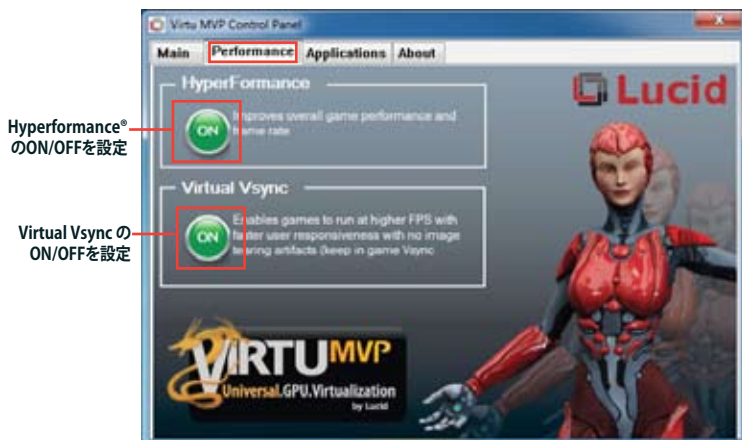 Virtu MVP Control Panel
Main Performance Applications About
HyperFormance
ON
Improves overall game performance and
frame rate
Lucid
Hyperformance®
のON/OFFを設定
Virtual Vsync
ON
Enables games to run at higher FPS with
faster user responsiveness with no image
tearing artifacts (keep in game Vsync
Virtual Vsync の
ON/OFFを設定
VIRTUMVP
Universal.GPU.Virtualization
by Lucid